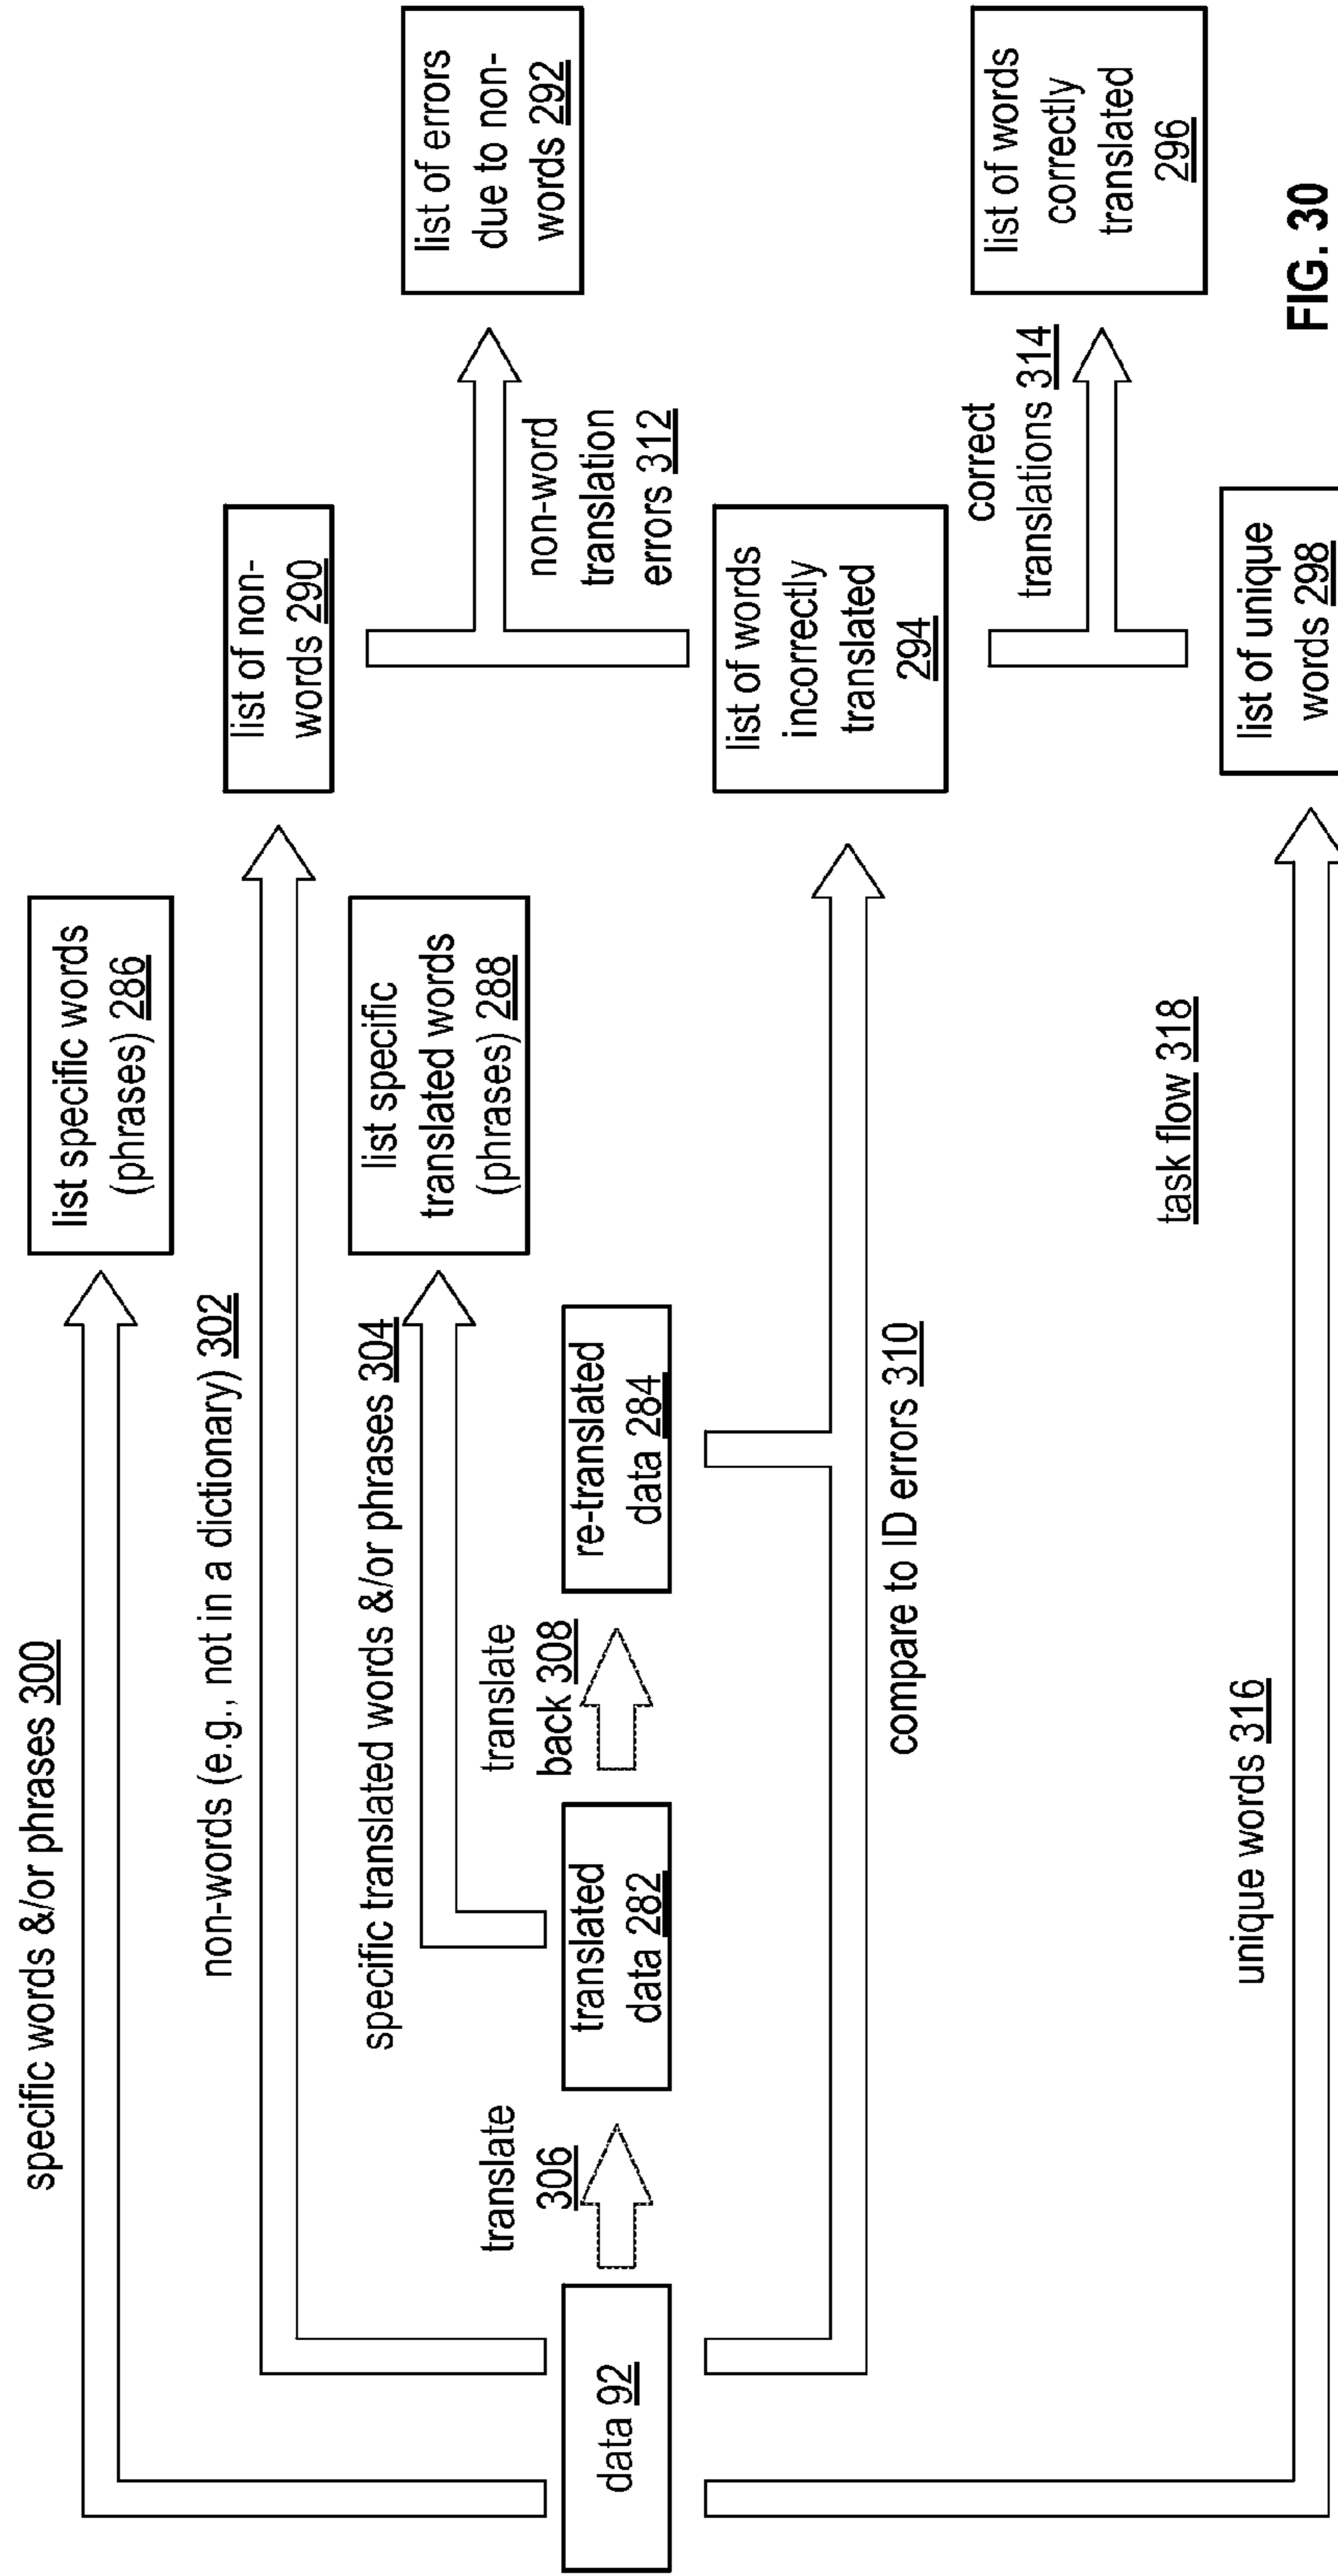 specific words &/or phrases 300
list specific words
(phrases) 286
non-words (e.g., not in a dictionary) 302
list of non-
words 290
list of errors
due to non-
words 292
specific translated words &/or phrases 304
list specific
translated words
(phrases) 288
non-word
translation
errors 312
translate
306
translate
back 308
data 92
translated
data 282
re-translated
data 284
list of words
incorrectly
translated
294
compare to ID errors 310
correct
translations 314
list of words
correctly
translated
296
task flow 318
unique words 316
list of unique
words 298
FIG. 30